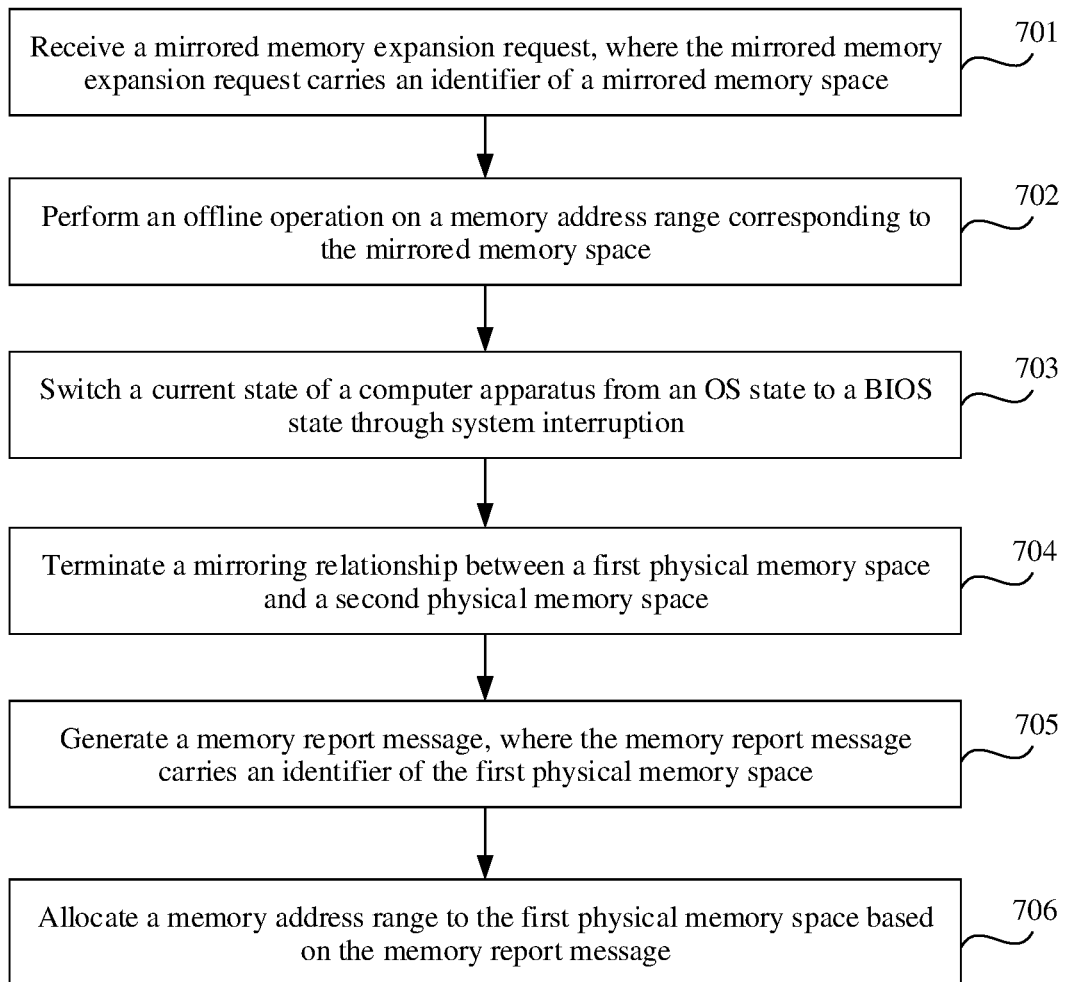 Receive a mirrored memory expansion request, where the mirrored memory
expansion request carries an identifier of a mirrored memory space
701
Perform an offline operation on a memory address range corresponding to
the mirrored memory space
702
Switch a current state of a computer apparatus from an OS state to a BIOS
state through system interruption
703
Terminate a mirroring relationship between a first physical memory space
and a second physical memory space
704
Generate a memory report message, where the memory report message
carries an identifier of the first physical memory space
705
Allocate a memory address range to the first physical memory space based
on the memory report message
706